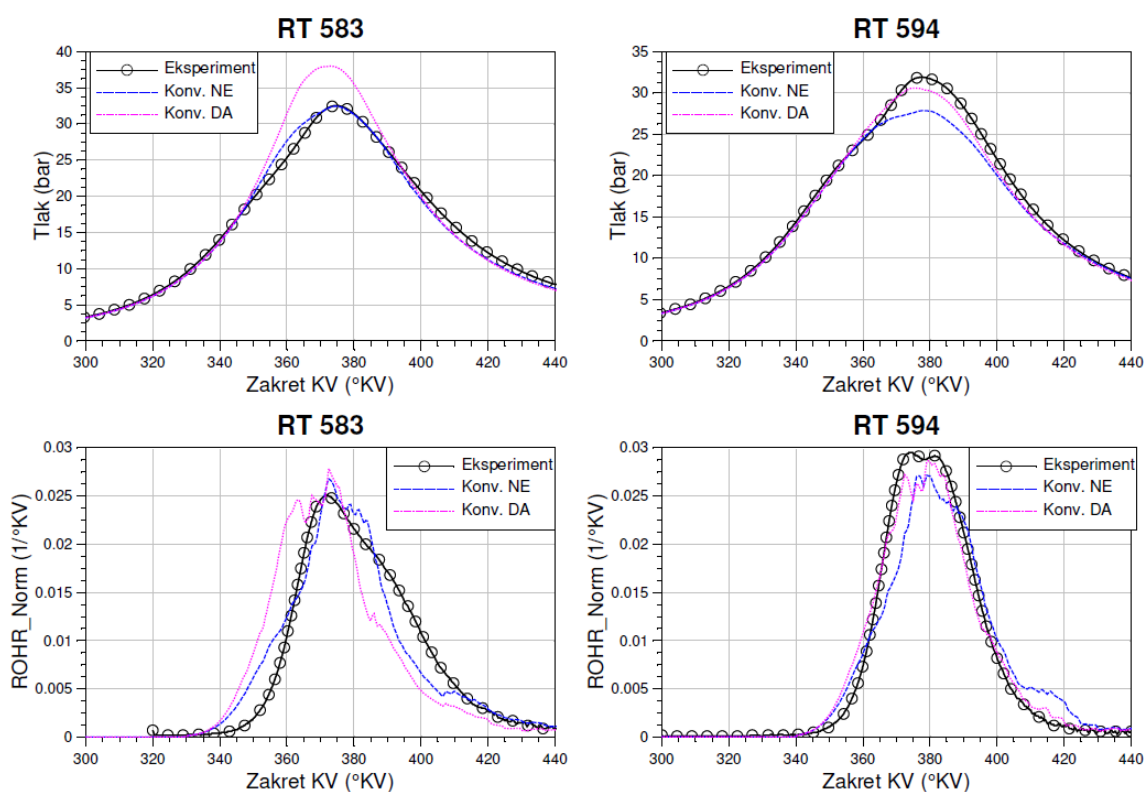 RT 583
40
35
30
25
20
15
10
5
0
Tlak (bar)
Eksperiment
Konv. NE
Konv. DA
300 320 340 360 380 400 420 440
Zakret KV (°KV)
RT 594
35
30
25
20
15
10
5
0
Tlak (bar)
Eksperiment
Konv. NE
Konv. DA
300 320 340 360 380 400 420 440
Zakret KV (°KV)
RT 583
0.03
0.025
0.02
0.015
0.01
0.005
0
ROHR_Norm (1/°KV)
Eksperiment
Konv. NE
Konv. DA
300 320 340 360 380 400 420 440
Zakret KV (°KV)
RT 594
0.03
0.025
0.02
0.015
0.01
0.005
0
ROHR_Norm (1/°KV)
Eksperiment
Konv. NE
Konv. DA
300 320 340 360 380 400 420 440
Zakret KV (°KV)